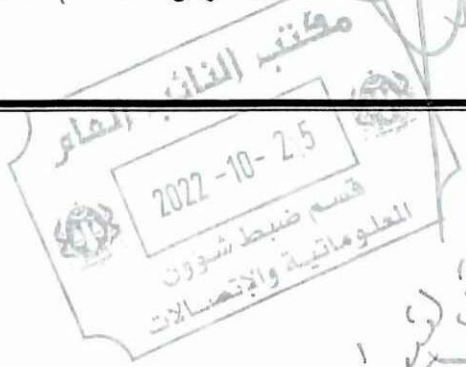 مكتب النائب العام
2022-10-25
قسم ضبط شؤون
المعلوماتية والإتصالات